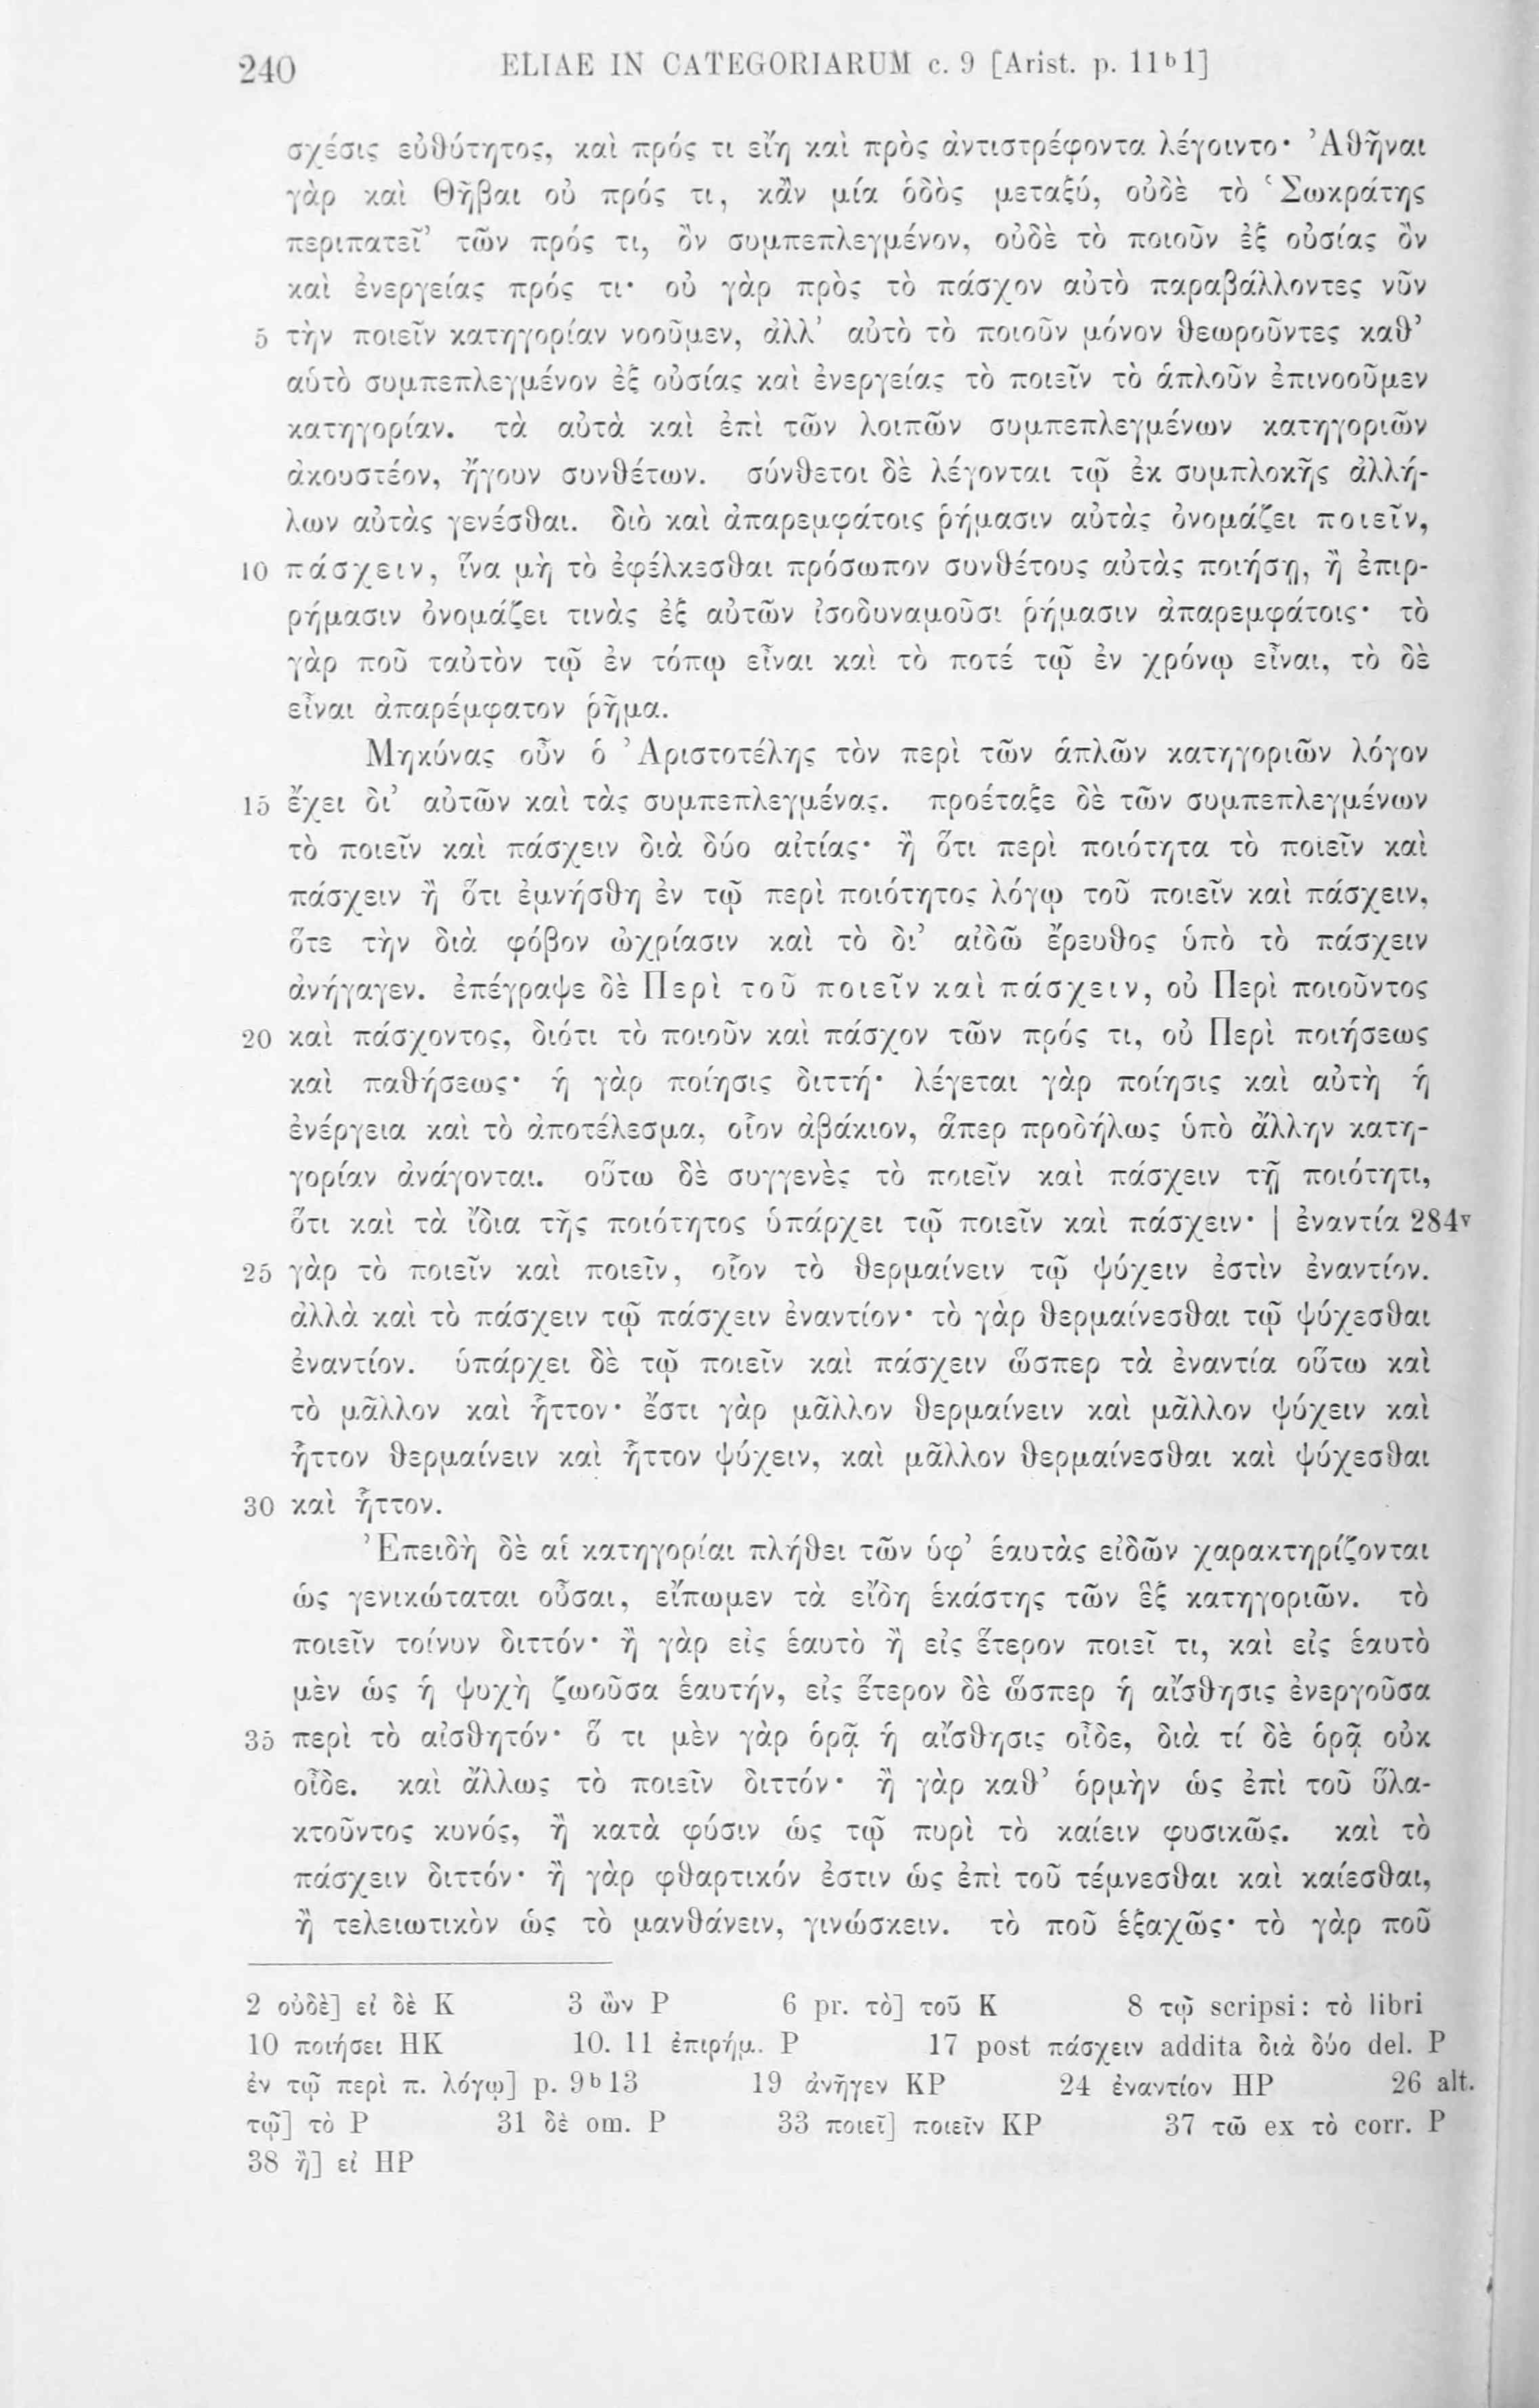 240 ELIAE IN CATEGORIARUM c. 9 [Arist. p. 11ᵇ1]
σχέσις εὐθύτητος, καὶ πρός τι εἴη καὶ πρὸς ἀντιστρέφοντα λέγοιντο· Ἀθῆναι
γὰρ καὶ Θῆβαι οὐ πρός τι, κἂν μία ὁδὸς μεταξύ, οὐδὲ τὸ ‘Σωκράτης
περιπατεῖ’ τῶν πρός τι, ὂν συμπεπλεγμένον, οὐδὲ τὸ ποιοῦν ἐξ οὐσίας ὂν
καὶ ἐνεργείας πρός τι· οὐ γὰρ πρὸς τὸ πάσχον αὐτὸ παραβάλλοντες νῦν
5 τὴν ποιεῖν κατηγορίαν νοοῦμεν, ἀλλ’ αὐτὸ τὸ ποιοῦν μόνον θεωροῦντες καθ’
αὑτὸ συμπεπλεγμένον ἐξ οὐσίας καὶ ἐνεργείας τὸ ποιεῖν τὸ ἁπλοῦν ἐπινοοῦμεν
κατηγορίαν. τὰ αὐτὰ καὶ ἐπὶ τῶν λοιπῶν συμπεπλεγμένων κατηγοριῶν
ἀκουστέον, ἤγουν συνθέτων. σύνθετοι δὲ λέγονται τῷ ἐκ συμπλοκῆς ἀλλή-
λων αὐτὰς γενέσθαι. διὸ καὶ ἀπαρεμφάτοις ῥήμασιν αὐτὰς ὀνομάζει ποιεῖν,
10 πάσχειν, ἵνα μὴ τὸ ἐφέλκεσθαι πρόσωπον συνθέτους αὐτὰς ποιήσῃ, ἢ ἐπιρ-
ρήμασιν ὀνομάζει τινὰς ἐξ αὐτῶν ἰσοδυναμοῦσι ῥήμασιν ἀπαρεμφάτοις· τὸ
γὰρ ποῦ ταὐτὸν τῷ ἐν τόπῳ εἶναι καὶ τὸ ποτέ τῷ ἐν χρόνῳ εἶναι, τὸ δὲ
εἶναι ἀπαρέμφατον ῥῆμα.
Μηκύνας οὖν ὁ Ἀριστοτέλης τὸν περὶ τῶν ἁπλῶν κατηγοριῶν λόγον
15 ἔχει δι’ αὐτῶν καὶ τὰς συμπεπλεγμένας. προέταξε δὲ τῶν συμπεπλεγμένων
τὸ ποιεῖν καὶ πάσχειν διὰ δύο αἰτίας· ἢ ὅτι περὶ ποιότητα τὸ ποιεῖν καὶ
πάσχειν ἢ ὅτι ἐμνήσθη ἐν τῷ περὶ ποιότητος λόγῳ τοῦ ποιεῖν καὶ πάσχειν,
ὅτε τὴν διὰ φόβον ὠχρίασιν καὶ τὸ δι’ αἰδῶ ἔρευθος ὑπὸ τὸ πάσχειν
ἀνήγαγεν. ἐπέγραψε δὲ Περὶ τοῦ ποιεῖν καὶ πάσχειν, οὐ Περὶ ποιοῦντος
20 καὶ πάσχοντος, διότι τὸ ποιοῦν καὶ πάσχον τῶν πρός τι, οὐ Περὶ ποιήσεως
καὶ παθήσεως· ἡ γὰρ ποίησις διττή· λέγεται γὰρ ποίησις καὶ αὐτὴ ἡ
ἐνέργεια καὶ τὸ ἀποτέλεσμα, οἷον ἀβάκιον, ἅπερ προδήλως ὑπὸ ἄλλην κατη-
γορίαν ἀνάγονται. οὕτω δὲ συγγενὲς τὸ ποιεῖν καὶ πάσχειν τῇ ποιότητι,
ὅτι καὶ τὰ ἴδια τῆς ποιότητος ὑπάρχει τῷ ποιεῖν καὶ πάσχειν· | ἐναντία 284ᵛ
25 γὰρ τὸ ποιεῖν καὶ ποιεῖν, οἷον τὸ θερμαίνειν τῷ ψύχειν ἐστὶν ἐναντίον.
ἀλλὰ καὶ τὸ πάσχειν τῷ πάσχειν ἐναντίον· τὸ γὰρ θερμαίνεσθαι τῷ ψύχεσθαι
ἐναντίον. ὑπάρχει δὲ τῷ ποιεῖν καὶ πάσχειν ὥσπερ τὰ ἐναντία οὕτω καὶ
τὸ μᾶλλον καὶ ἧττον· ἔστι γὰρ μᾶλλον θερμαίνειν καὶ μᾶλλον ψύχειν καὶ
ἧττον θερμαίνειν καὶ ἧττον ψύχειν, καὶ μᾶλλον θερμαίνεσθαι καὶ ψύχεσθαι
30 καὶ ἧττον.
Ἐπειδὴ δὲ αἱ κατηγορίαι πλήθει τῶν ὑφ’ ἑαυτὰς εἰδῶν χαρακτηρίζονται
ὡς γενικώταται οὖσαι, εἴπωμεν τὰ εἴδη ἑκάστης τῶν ἓξ κατηγοριῶν. τὸ
ποιεῖν τοίνυν διττόν· ἢ γὰρ εἰς ἑαυτὸ ἢ εἰς ἕτερον ποιεῖ τι, καὶ εἰς ἑαυτὸ
μὲν ὡς ἡ ψυχὴ ζωοῦσα ἑαυτήν, εἰς ἕτερον δὲ ὥσπερ ἡ αἴσθησις ἐνεργοῦσα
35 περὶ τὸ αἰσθητόν· ὅ τι μὲν γὰρ ὁρᾷ ἡ αἴσθησις οἶδε, διὰ τί δὲ ὁρᾷ οὐκ
οἶδε. καὶ ἄλλως τὸ ποιεῖν διττόν· ἢ γὰρ καθ’ ὁρμὴν ὡς ἐπὶ τοῦ ὕλα-
κτοῦντος κυνός, ἢ κατὰ φύσιν ὡς τῷ πυρὶ τὸ καίειν φυσικῶς. καὶ τὸ
πάσχειν διττόν· ἢ γὰρ φθαρτικόν ἐστιν ὡς ἐπὶ τοῦ τέμνεσθαι καὶ καίεσθαι,
ἢ τελειωτικὸν ὡς τὸ μανθάνειν, γινώσκειν. τὸ ποῦ ἑξαχῶς· τὸ γὰρ ποῦ
2 οὐδὲ] εἰ δὲ K 3 ὢν P 6 pr. τὸ] τοῦ K 8 τῷ scripsi: τὸ libri
10 ποιήσει HK 10. 11 ἐπιρήμ. P 17 post πάσχειν addita διὰ δύο del. P
ἐν τῷ περὶ π. λόγῳ] p. 9ᵇ13 19 ἀνῆγεν KP 24 ἐναντίον HP 26 alt.
τῷ] τὸ P 31 δὲ om. P 33 ποιεῖ] ποιεῖν KP 37 τῶ ex τὸ corr. P
38 ἢ] εἰ HP